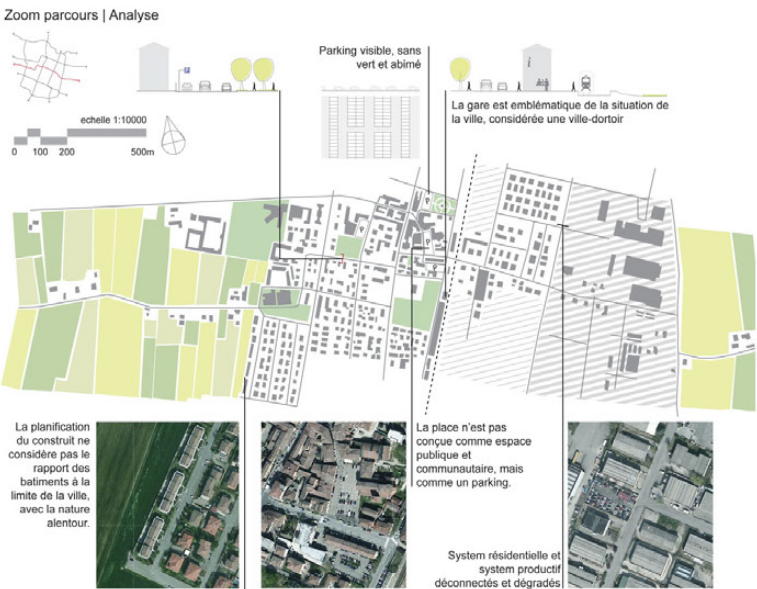 Zoom parcours | Analyse
Parking visible, sans
vert et abîmé
P
i
La gare est emblématique de la situation de
la ville, considérée une ville-dortoir
echelle 1:10000
0 100 200 500m
La planification
du construit ne
considère pas le
rapport des
batiments à la
limite de la ville,
avec la nature
alentour.
La place n'est pas
conçue comme espace
publique et
communautaire, mais
comme un parking.
System résidentielle et
system productif
déconnectés et dégradés